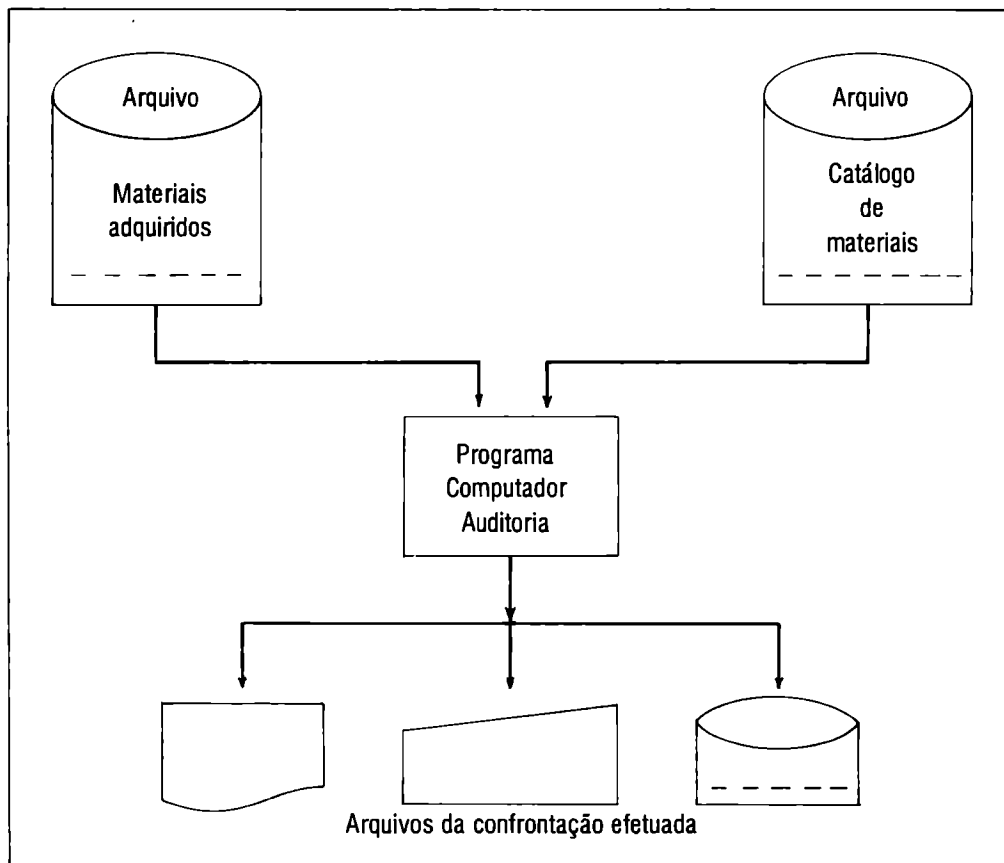 Arquivo
Materiais
adquiridos
Arquivo
Catálogo
de
materiais
Programa
Computador
Auditoria
Arquivos da confrontação efetuada